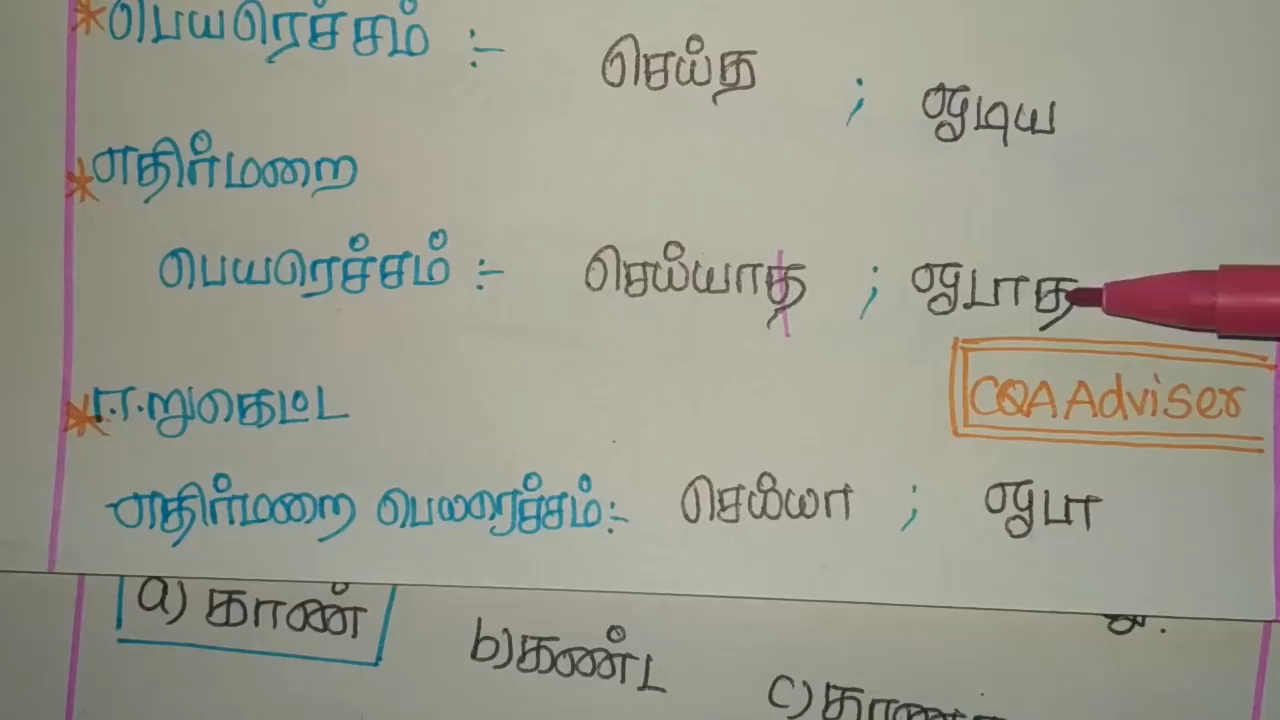 *பெயரெச்சம் :- செய்த ; ஓடிய
*எதிர்மறை
பெயரெச்சம் :- செய்யாத ; ஓடாத
CQA Adviser
*ஈறுகெட்ட
எதிர்மறை பெயரைச்சம் :- செய்யா ; ஓடா
a) காண் b) கண்ட c)